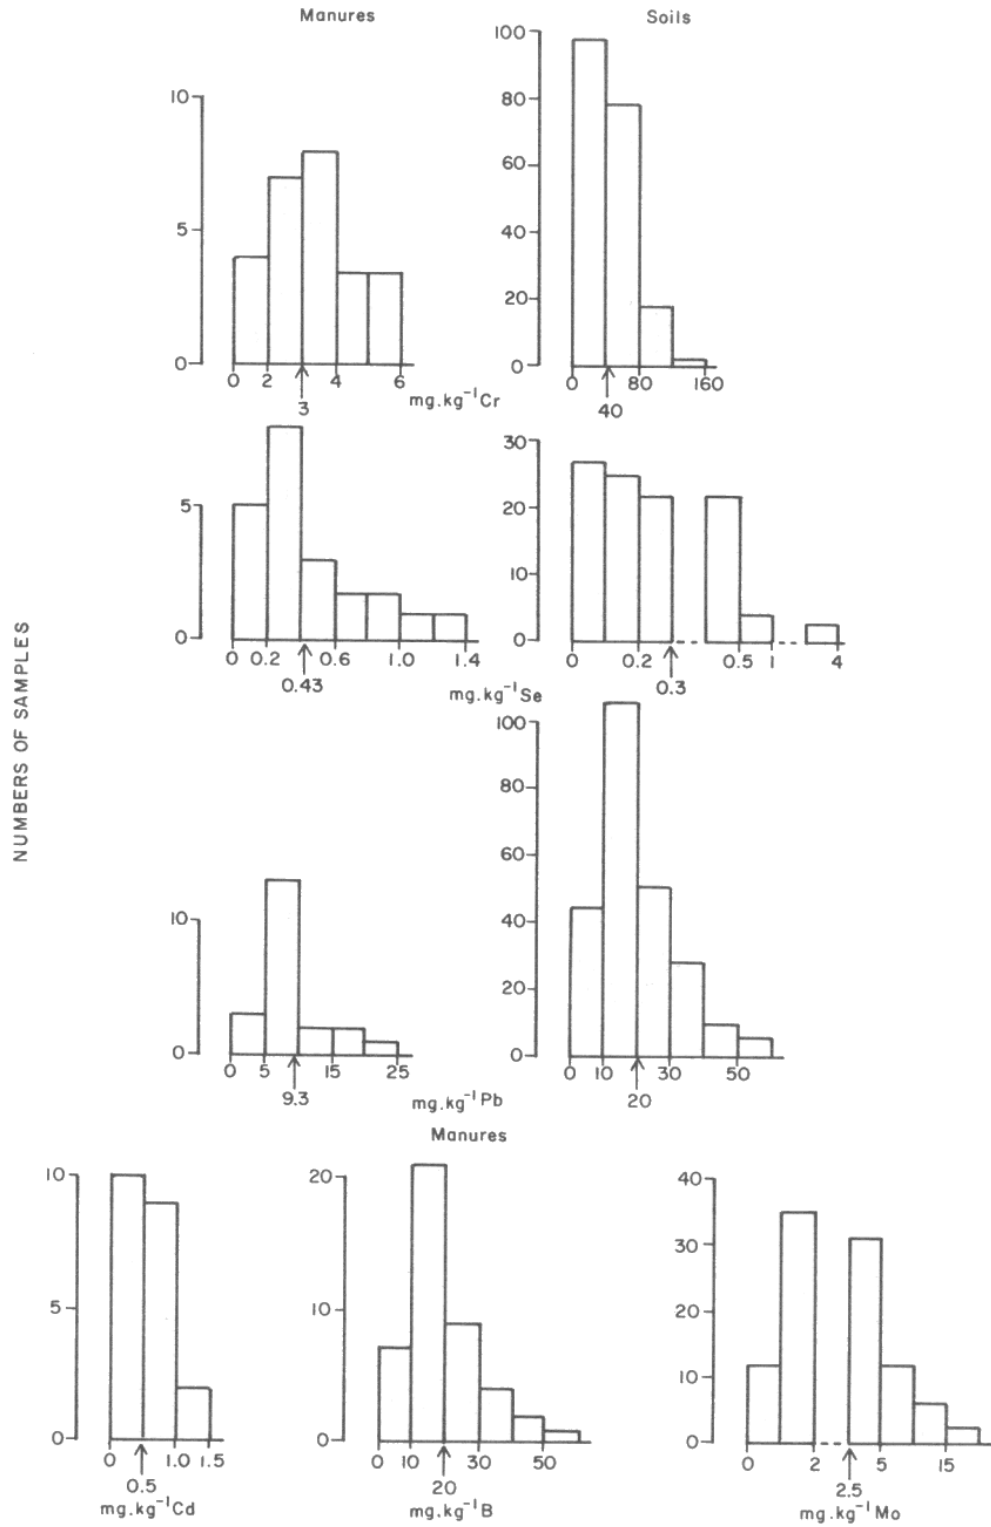 Manures Soils
100
10 80
60
5 40
20
0 0
0 2 4 6 0 80 160
mg.kg⁻¹Cr
3 40
30
5 20
10
0 0
0 0.2 0.6 1.0 1.4 0 0.2 0.5 1 4
0.43 mg.kg⁻¹Se 0.3
NUMBERS OF SAMPLES
100
80
60
10 40
20
0 0
0 5 15 25 0 10 30 50
9.3 mg.kg⁻¹Pb 20
Manures
10 20 40
30
5 10 20
10
0 0 0
0 1.0 1.5 0 10 30 50 0 2 5 15
0.5 20 2.5
mg.kg⁻¹Cd mg.kg⁻¹B mg.kg⁻¹Mo